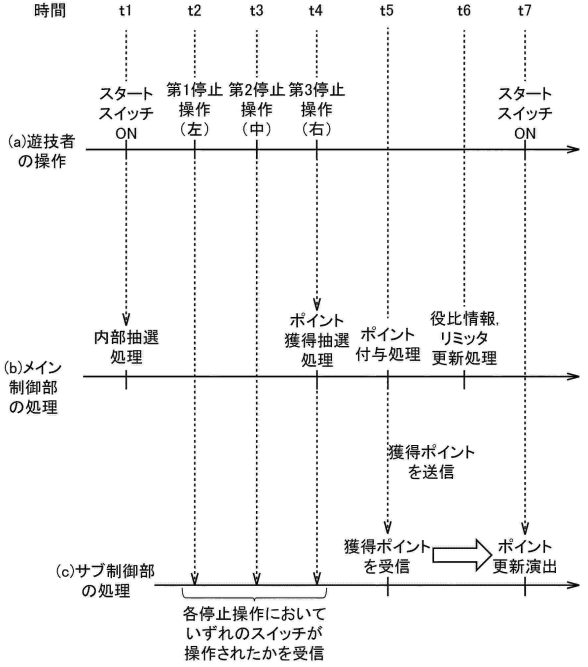 時間 t1 t2 t3 t4 t5 t6 t7
スタート
スイッチ
ON
第1停止
操作
(左)
第2停止
操作
(中)
第3停止
操作
(右)
スタート
スイッチ
ON
(a)遊技者
の操作
内部抽選
処理
ポイント
獲得抽選
処理
ポイント
付与処理
役比情報,
リミッタ
更新処理
(b)メイン
制御部
の処理
獲得ポイント
を送信
獲得ポイント
を受信
ポイント
更新演出
(c)サブ制御部
の処理
各停止操作において
いずれのスイッチが
操作されたかを受信